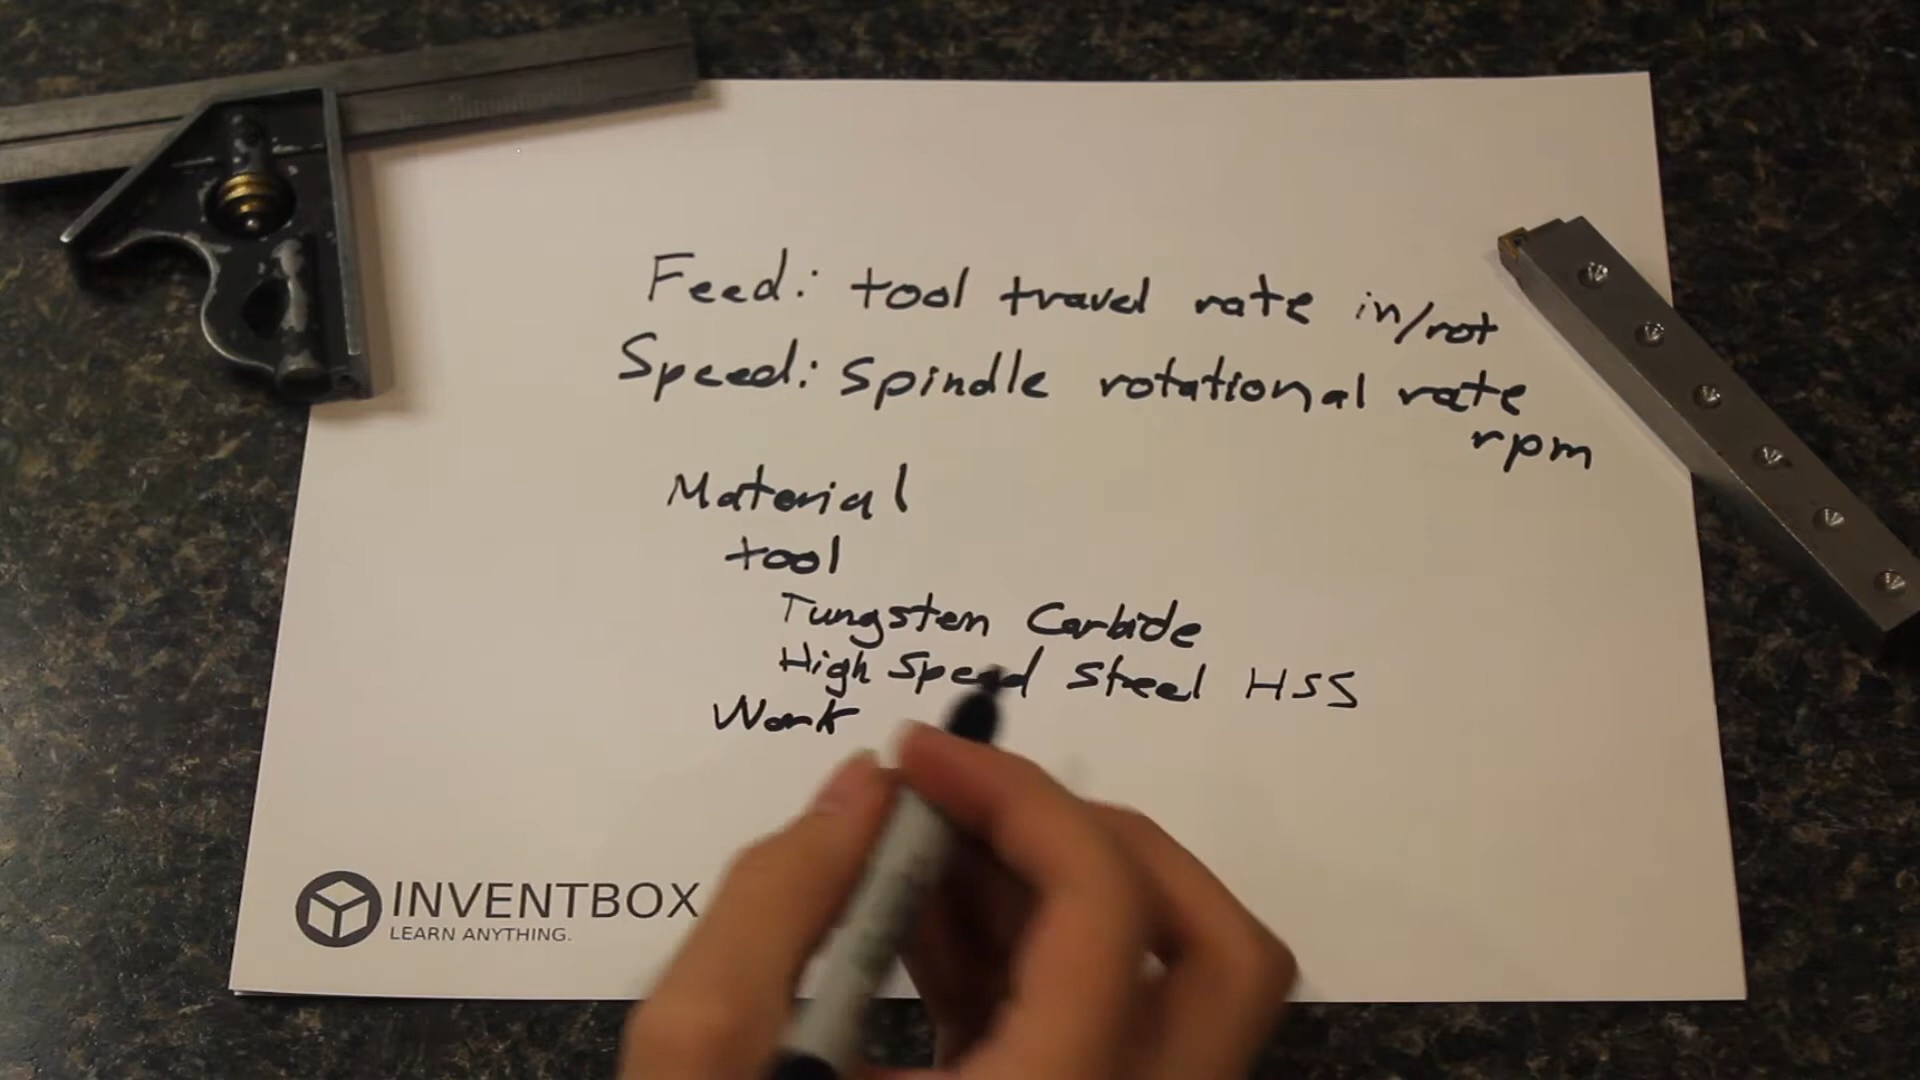 Feed: tool travel rate in/rot
Speed: Spindle rotational rate
rpm
Material
tool
Tungsten Carbide
High Speed Steel HSS
Work
INVENTBOX
LEARN ANYTHING.